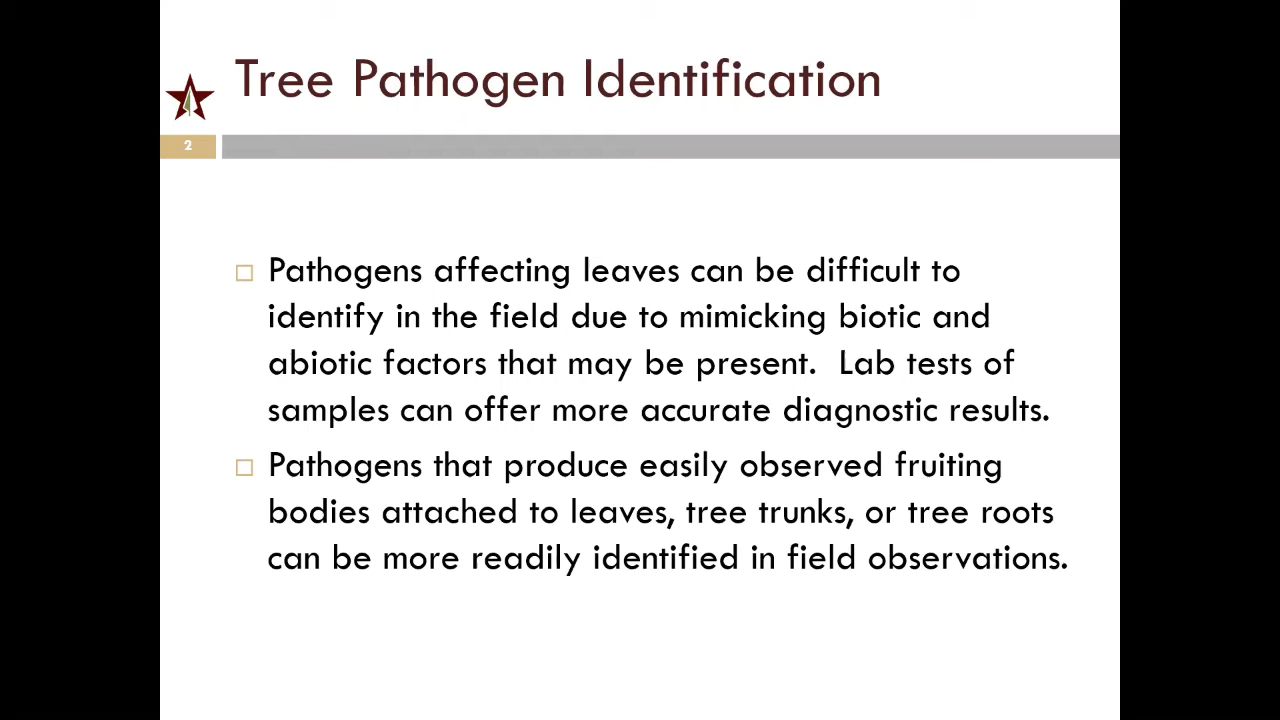 Tree Pathogen Identification
2
Pathogens affecting leaves can be difficult to
identify in the field due to mimicking biotic and
abiotic factors that may be present.  Lab tests of
samples can offer more accurate diagnostic results.
Pathogens that produce easily observed fruiting
bodies attached to leaves, tree trunks, or tree roots
can be more readily identified in field observations.